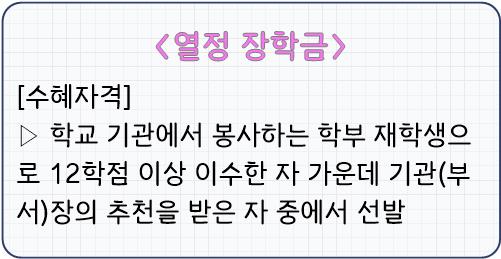 <열정 장학금>
[수혜자격]
▷ 학교 기관에서 봉사하는 학부 재학생으
로 12학점 이상 이수한 자 가운데 기관(부
서)장의 추천을 받은 자 중에서 선발